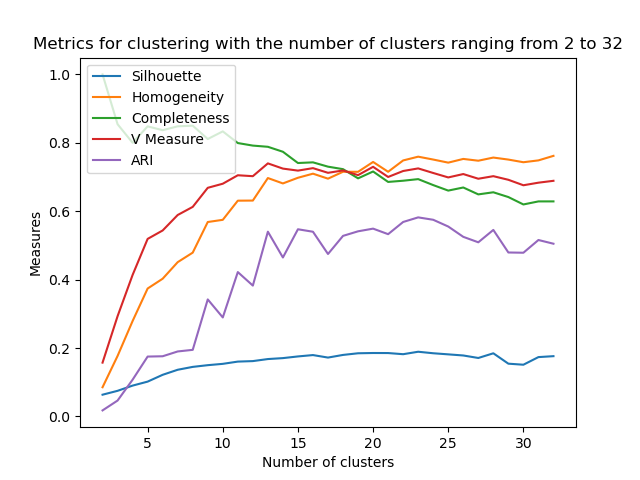 Metrics for clustering with the number of clusters ranging from 2 to 32
Silhouette
Homogeneity
Completeness
V Measure
ARI
1.0
0.8
0.6
0.4
0.2
0.0
Measures
5 10 15 20 25 30
Number of clusters